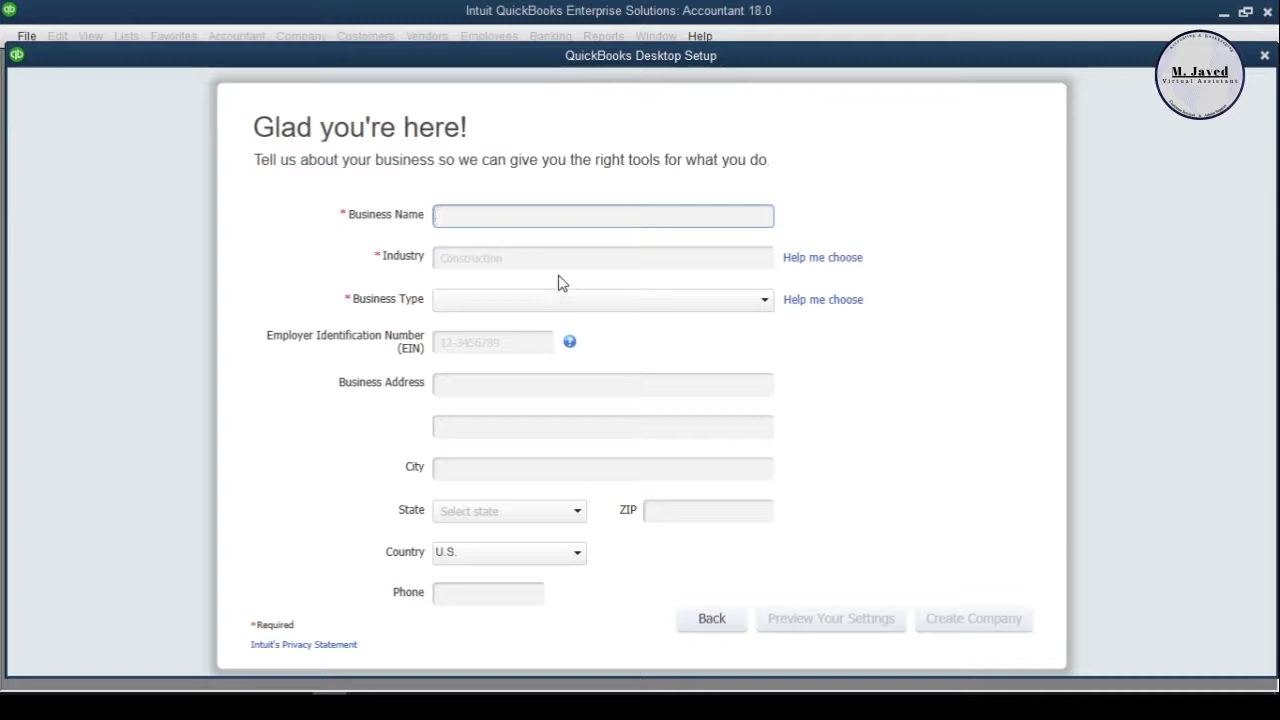 Intuit QuickBooks Enterprise Solutions: Accountant 18.0
File Edit View Lists Favorites Accountant Company Customers Vendors Employees Banking Reports Window Help
QuickBooks Desktop Setup
Accounting & Bookkeeping
M. Javed
Virtual Assistant
Glad you're here!
Tell us about your business so we can give you the right tools for what you do.
* Business Name
* Industry Construction Help me choose
* Business Type Help me choose
Employer Identification Number
(EIN) 12-3456789 ?
Business Address
City
State Select state ZIP
Country U.S.
Phone
Back Preview Your Settings Create Company
*Required
Intuit's Privacy Statement